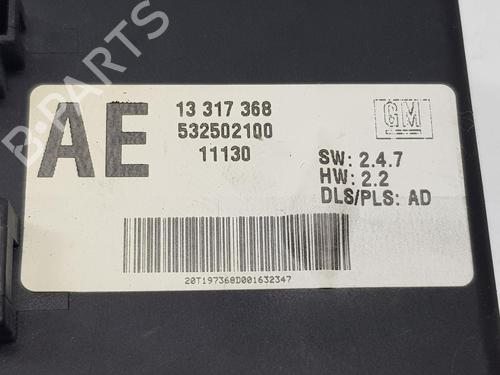 B-PARTS
AE
13 317 368
532502100
11130
GM
SW: 2.4.7
HW: 2.2
DLS/PLS: AD
20T197368D001632347